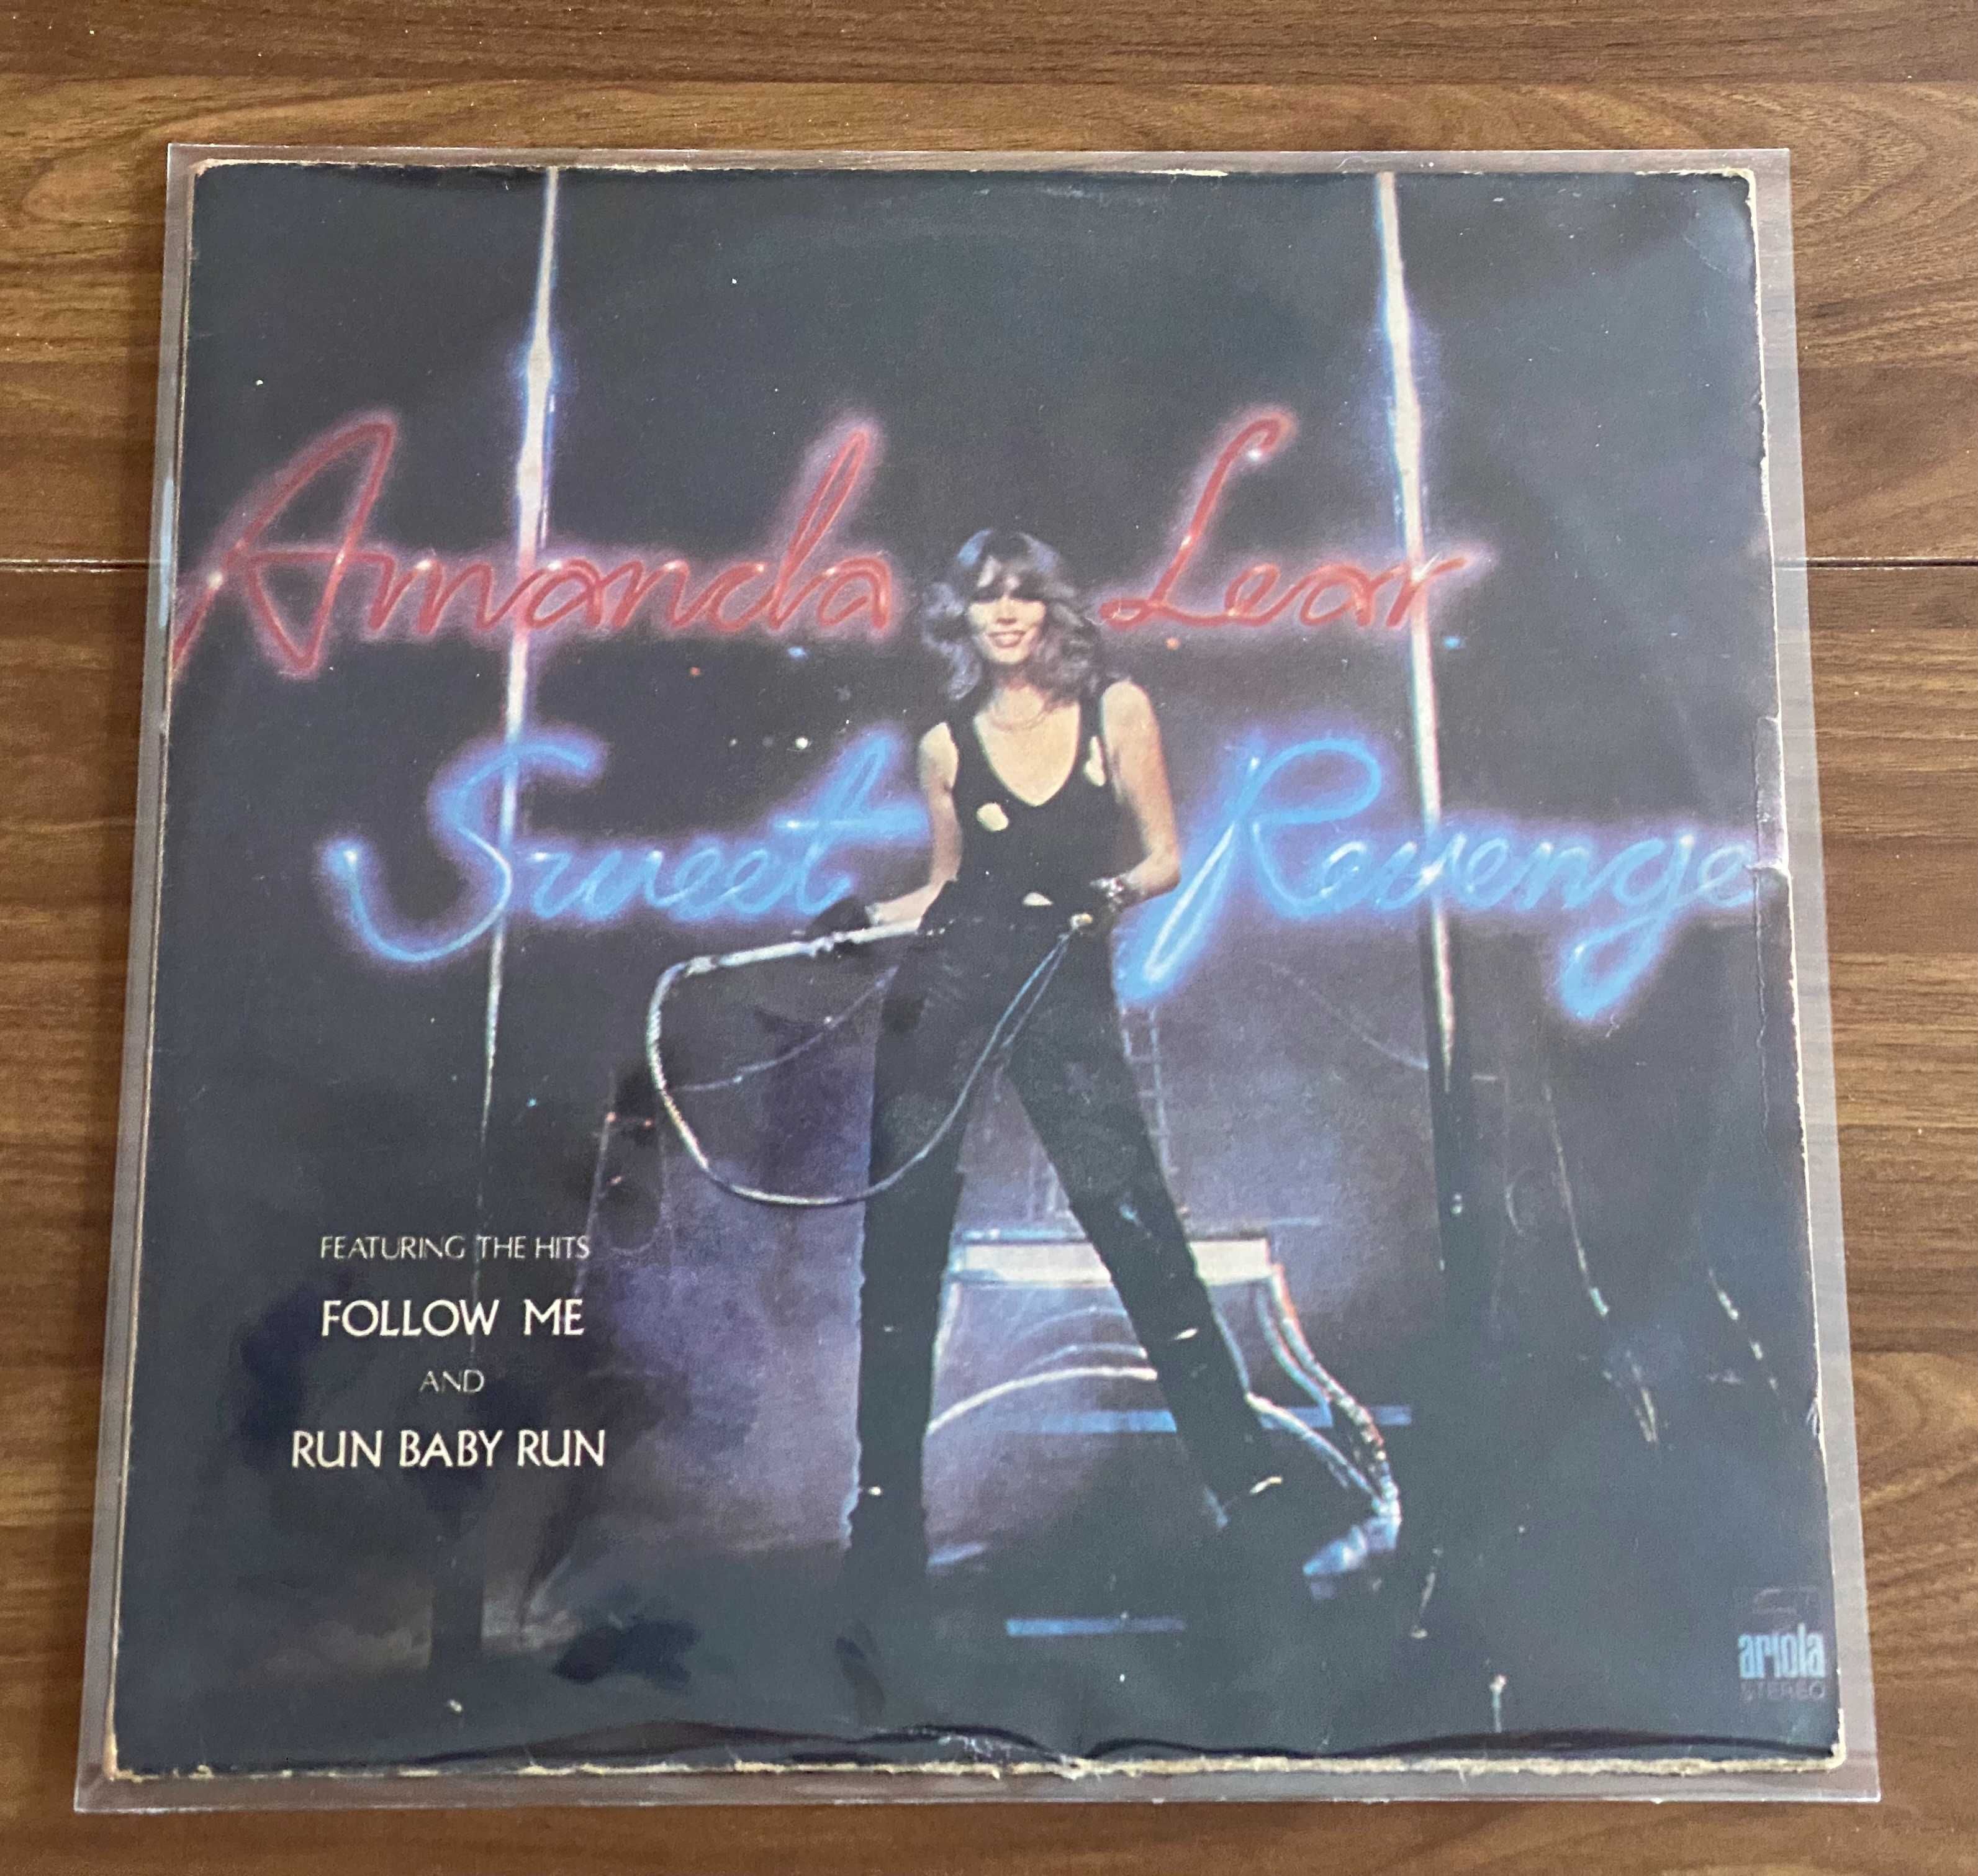 Amanda Lear
Sweet Revenge
FEATURING THE HITS
FOLLOW ME
AND
RUN BABY RUN
ariola
STEREO